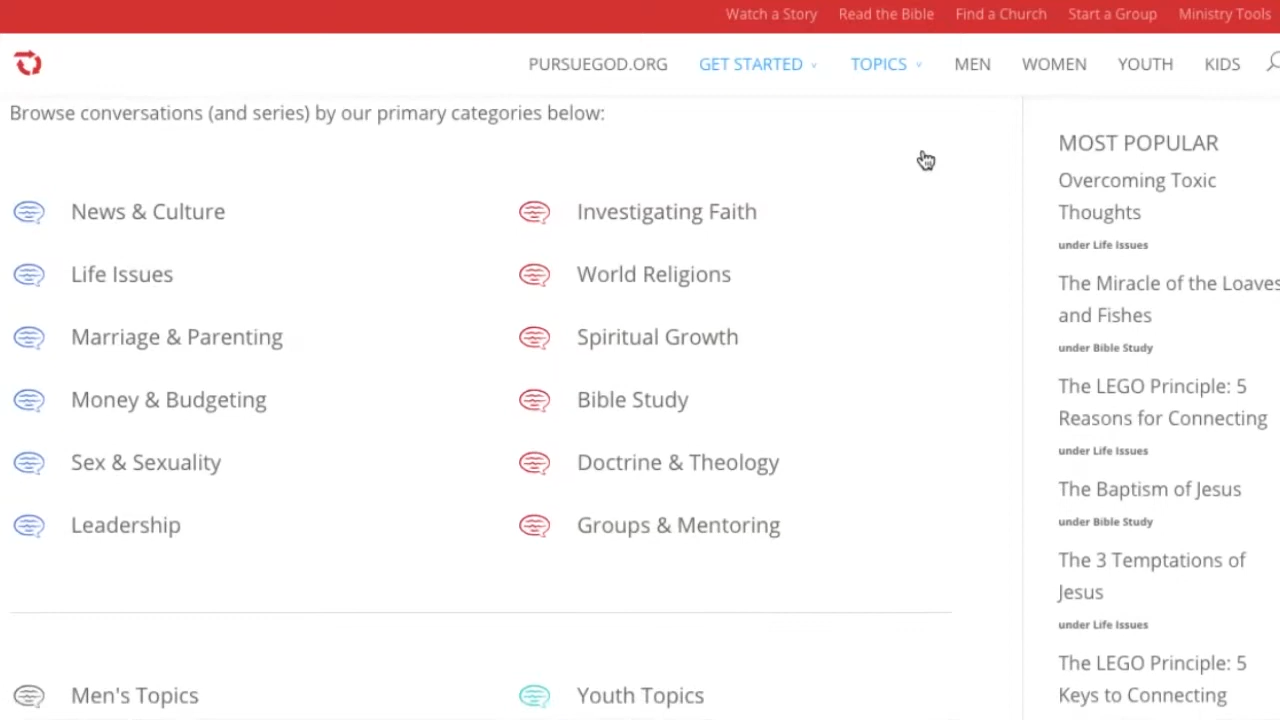 Watch a Story Read the Bible Find a Church Start a Group Ministry Tools
PURSUEGOD.ORG GET STARTED TOPICS MEN WOMEN YOUTH KIDS
Browse conversations (and series) by our primary categories below:
News & Culture
Life Issues
Marriage & Parenting
Money & Budgeting
Sex & Sexuality
Leadership
Investigating Faith
World Religions
Spiritual Growth
Bible Study
Doctrine & Theology
Groups & Mentoring
Men's Topics
Youth Topics
MOST POPULAR
Overcoming Toxic
Thoughts
under Life Issues
The Miracle of the Loaves
and Fishes
under Bible Study
The LEGO Principle: 5
Reasons for Connecting
under Life Issues
The Baptism of Jesus
under Bible Study
The 3 Temptations of
Jesus
under Life Issues
The LEGO Principle: 5
Keys to Connecting